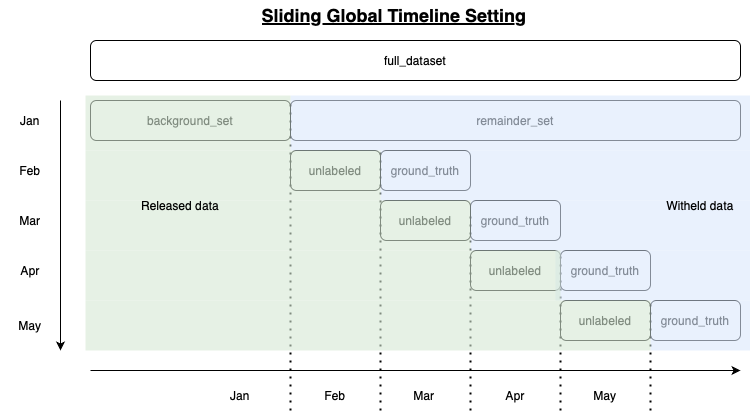 Sliding Global Timeline Setting
full_dataset
Jan
background_set
remainder_set
Feb
unlabeled
ground_truth
Released data
Witheld data
Mar
unlabeled
ground_truth
Apr
unlabeled
ground_truth
May
unlabeled
ground_truth
Jan
Feb
Mar
Apr
May